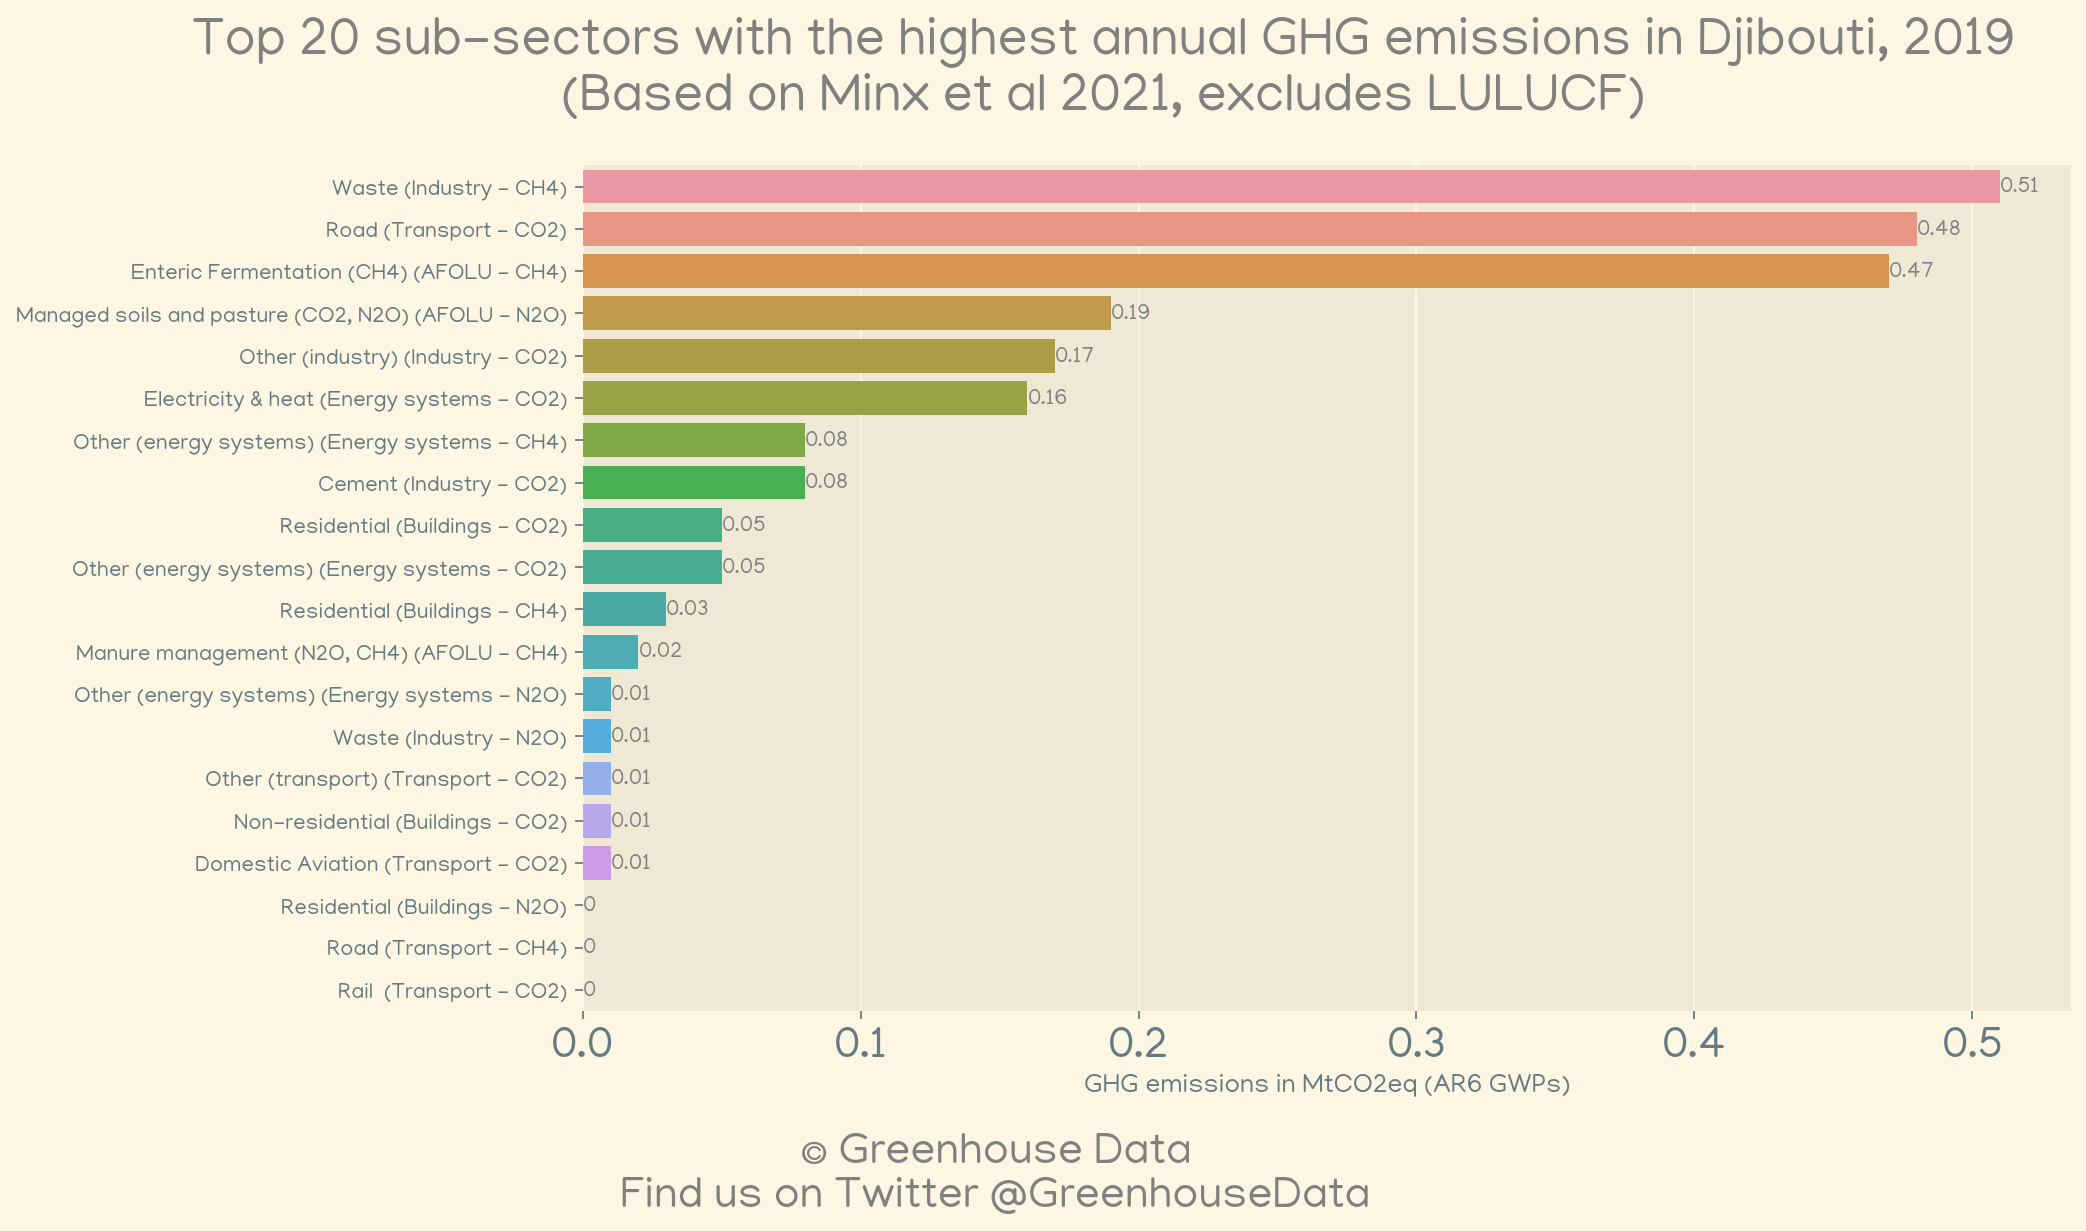 Top 20 sub-sectors with the highest annual GHG emissions in Djibouti, 2019
(Based on Minx et al 2021, excludes LULUCF)
Waste (Industry - CH4) 0.51
Road (Transport - CO2) 0.48
Enteric Fermentation (CH4) (AFOLU - CH4) 0.47
Managed soils and pasture (CO2, N2O) (AFOLU - N2O) 0.19
Other (industry) (Industry - CO2) 0.17
Electricity & heat (Energy systems - CO2) 0.16
Other (energy systems) (Energy systems - CH4) 0.08
Cement (Industry - CO2) 0.08
Residential (Buildings - CO2) 0.05
Other (energy systems) (Energy systems - CO2) 0.05
Residential (Buildings - CH4) 0.03
Manure management (N2O, CH4) (AFOLU - CH4) 0.02
Other (energy systems) (Energy systems - N2O) 0.01
Waste (Industry - N2O) 0.01
Other (transport) (Transport - CO2) 0.01
Non-residential (Buildings - CO2) 0.01
Domestic Aviation (Transport - CO2) 0.01
Residential (Buildings - N2O) 0
Road (Transport - CH4) 0
Rail (Transport - CO2) 0
0.0 0.1 0.2 0.3 0.4 0.5
GHG emissions in MtCO2eq (AR6 GWPs)
© Greenhouse Data
Find us on Twitter @GreenhouseData